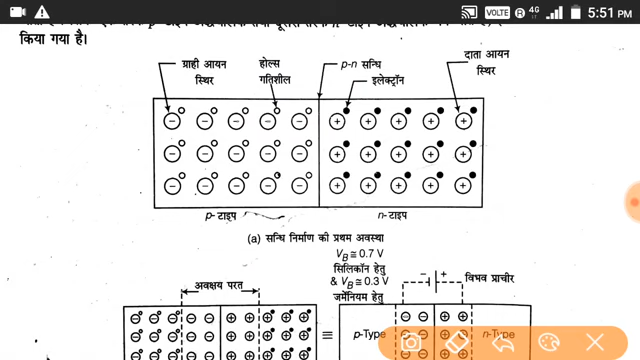 VOLTE R 4G 5:51 PM
किया गया है।
ग्राही आयन
स्थिर
होल्स
गतिशील
p-n सन्धि
इलेक्ट्रॉन
दाता आयन
स्थिर
p-टाइप
n-टाइप
(a) सन्धि निर्माण की प्रथम अवस्था
V_B ≅ 0.7 V
सिलिकॉन हेतु
& V_B ≅ 0.3 V
जर्मेनियम हेतु
अवक्षय परत
− +
विभव प्राचीर
≡
p-Type
n-Type